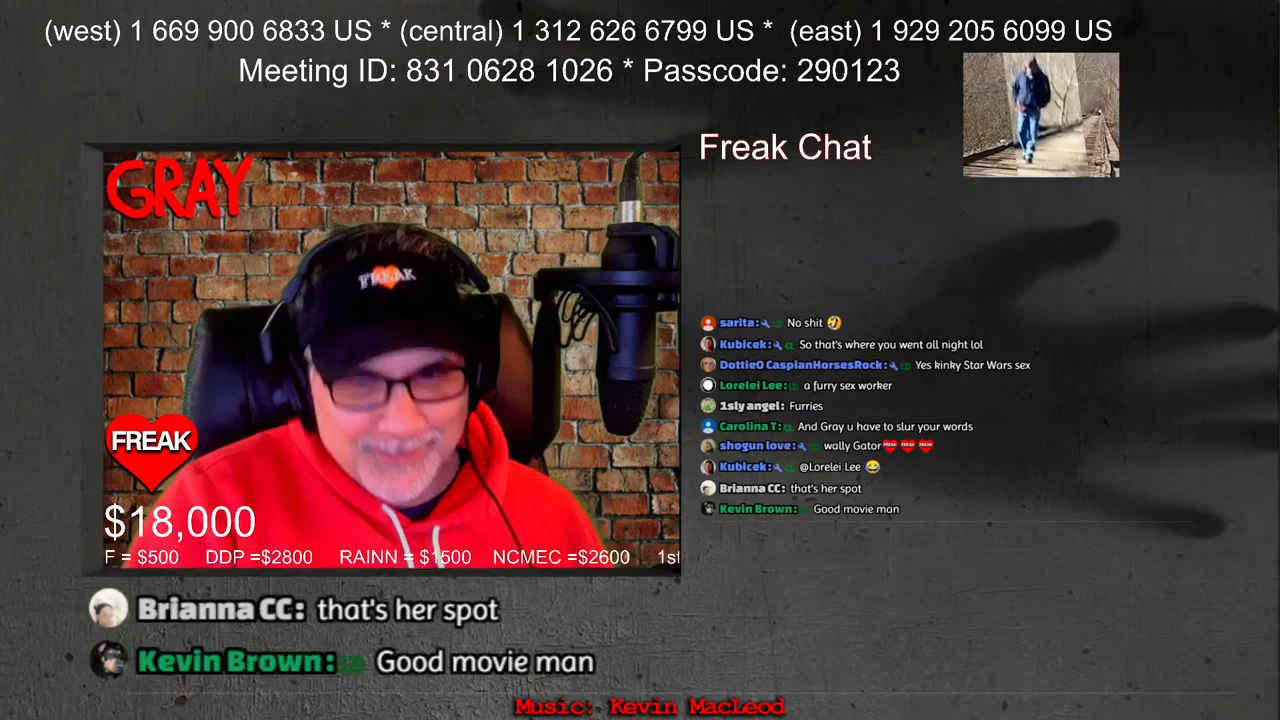 (west) 1 669 900 6833 US * (central) 1 312 626 6799 US * (east) 1 929 205 6099 US
Meeting ID: 831 0628 1026 * Passcode: 290123
Freak Chat
GRAY
FREAK
FREAK
$18,000
F = $500 DDP =$2800 RAINN = $1500 NCMEC =$2600 1st
sarita: No shit 🤣
Kubicek: So that's where you went all night lol
DottieO CaspianHorsesRock: Yes kinky Star Wars sex
Lorelei Lee: a furry sex worker
1sly angel: Furries
Carolina T: And Gray u have to slur your words
shogun love: wally Gator FREAK FREAK FREAK
Kubicek: @Lorelei Lee 😂
Brianna CC: that's her spot
Kevin Brown: Good movie man
Brianna CC: that's her spot
Kevin Brown: Good movie man
Music: Kevin MacLeod